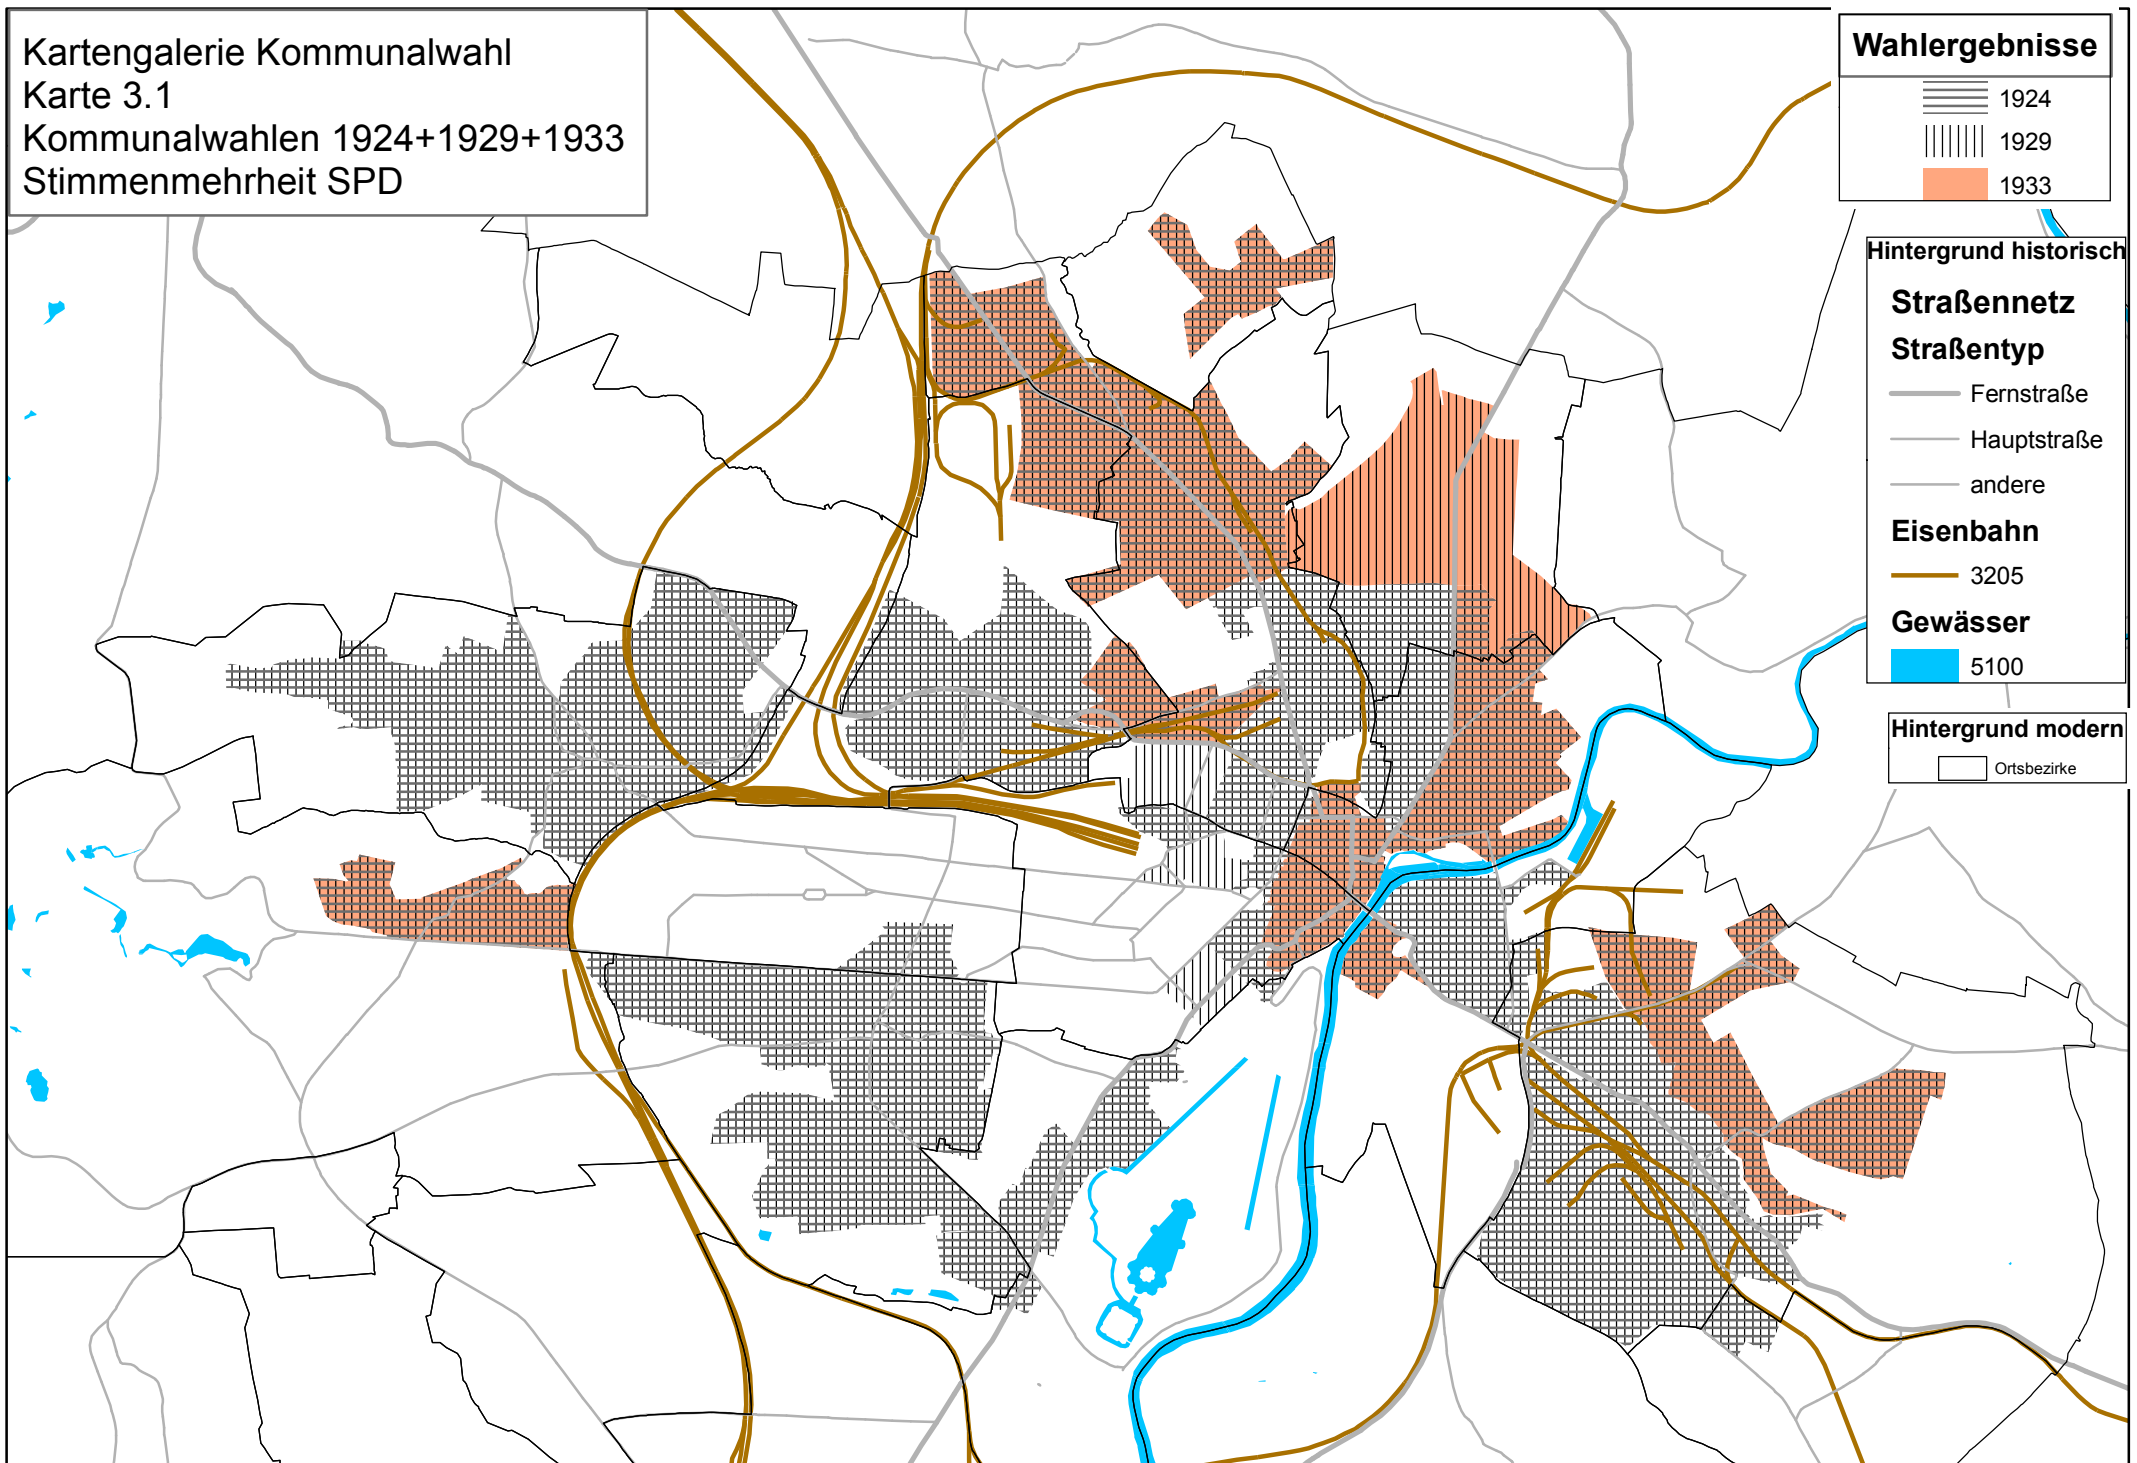 Kartengalerie Kommunalwahl
Karte 3.1
Kommunalwahlen 1924+1929+1933
Stimmenmehrheit SPD
Wahlergebnisse
1924
1929
1933
Hintergrund historisch
Straßennetz
Straßentyp
Fernstraße
Hauptstraße
andere
Eisenbahn
3205
Gewässer
5100
Hintergrund modern
Ortsbezirke